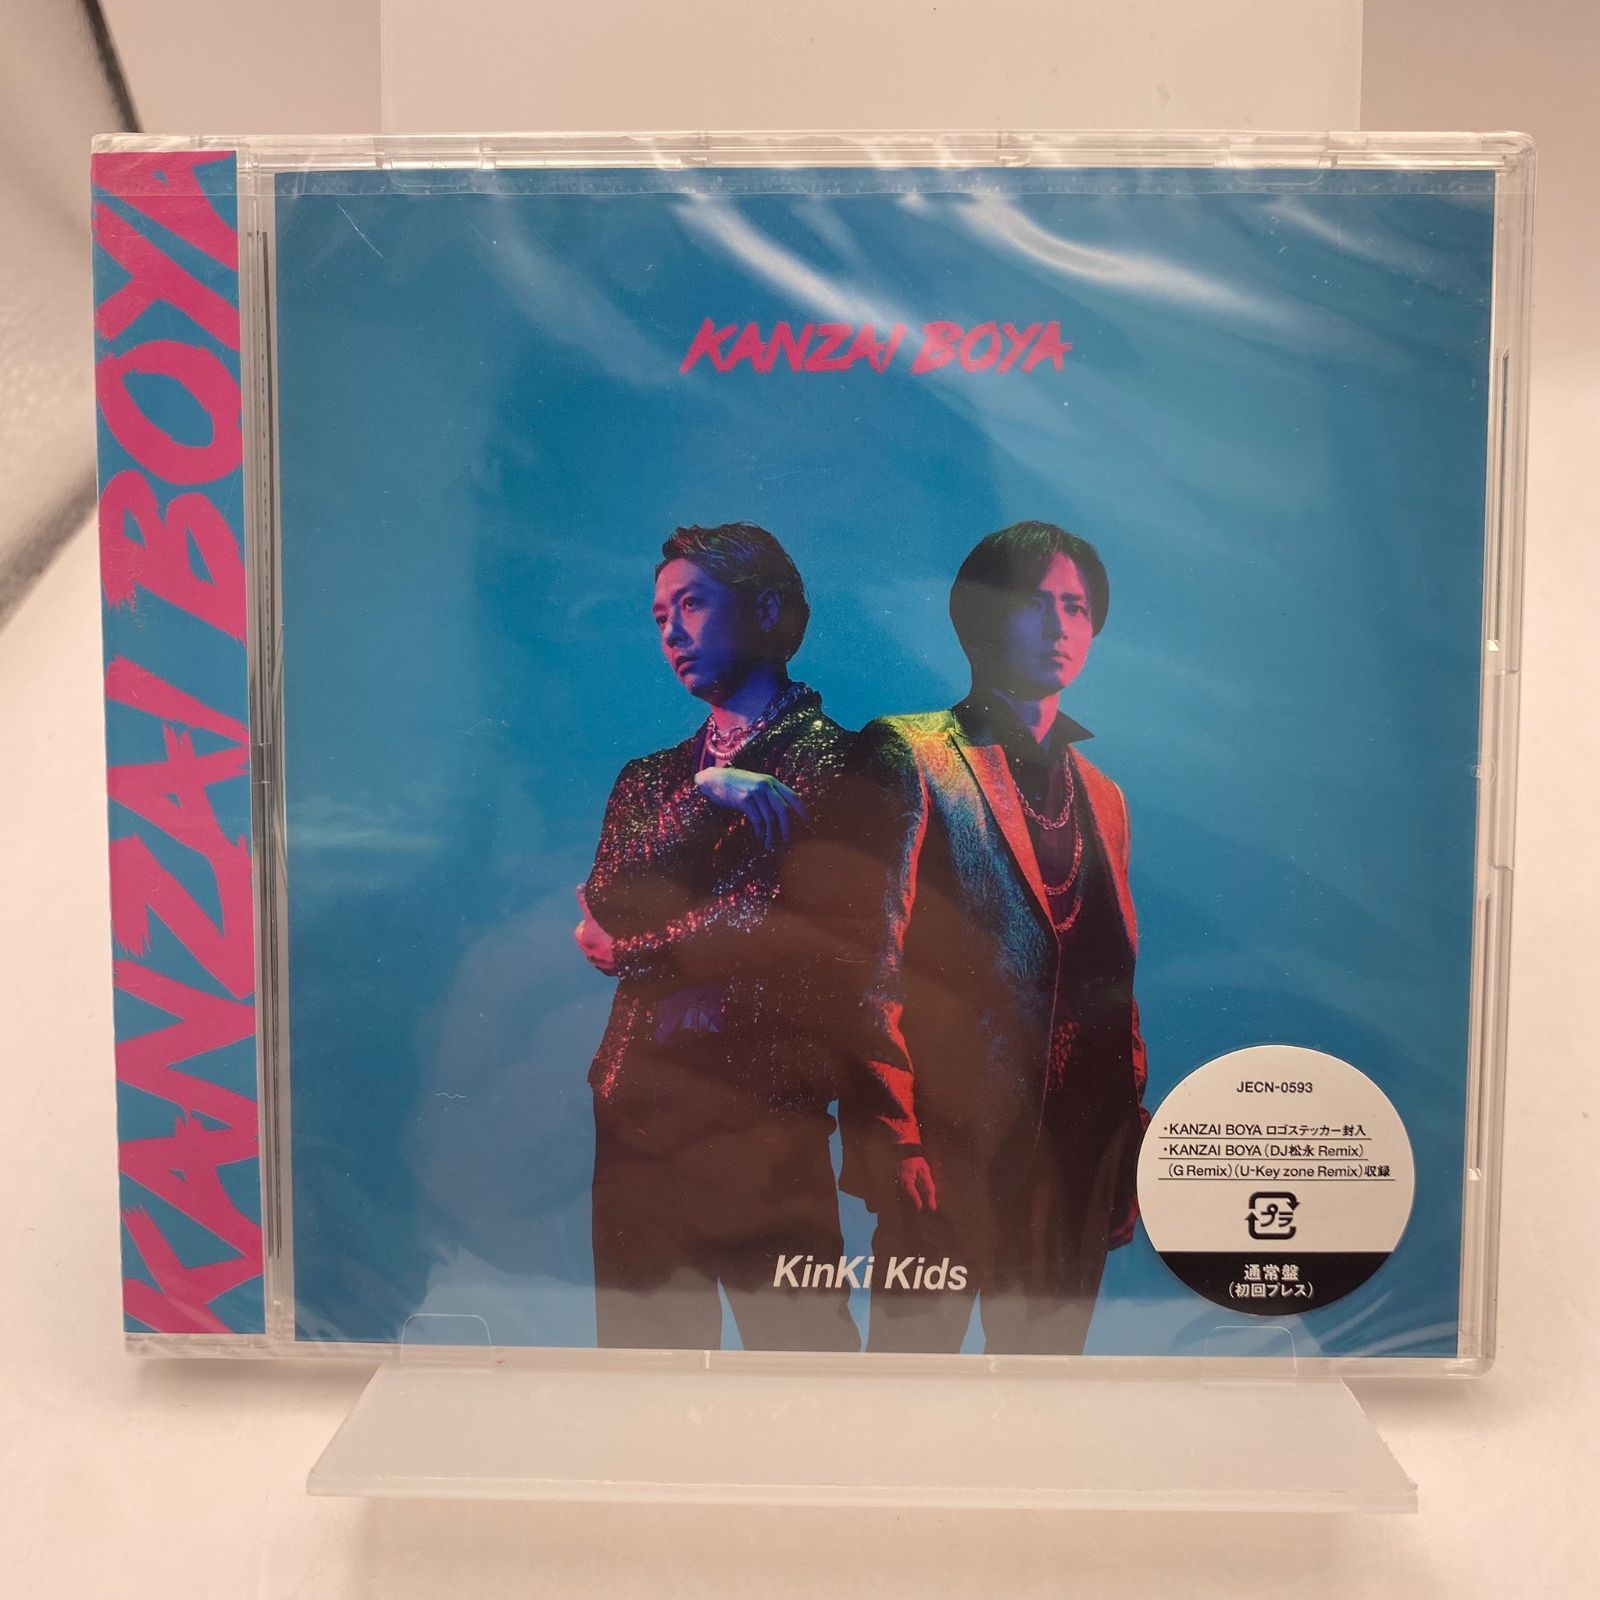 KANZAI BOYA
KANZAI BOYA
KinKi Kids
JECN-0593
・KANZAI BOYA ロゴステッカー封入
・KANZAI BOYA（DJ松永 Remix）
（G Remix）（U-Key zone Remix）収録
プラ
通常盤
（初回プレス）